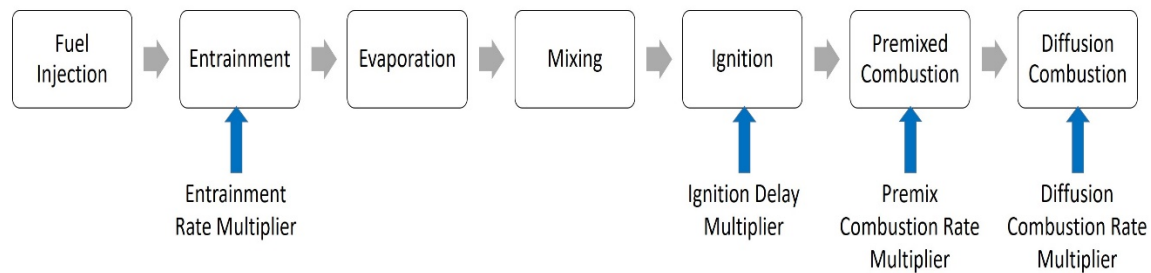 Fuel
Injection
Entrainment
Evaporation
Mixing
Ignition
Premixed
Combustion
Diffusion
Combustion
Entrainment
Rate Multiplier
Ignition Delay
Multiplier
Premix
Combustion Rate
Multiplier
Diffusion
Combustion Rate
Multiplier